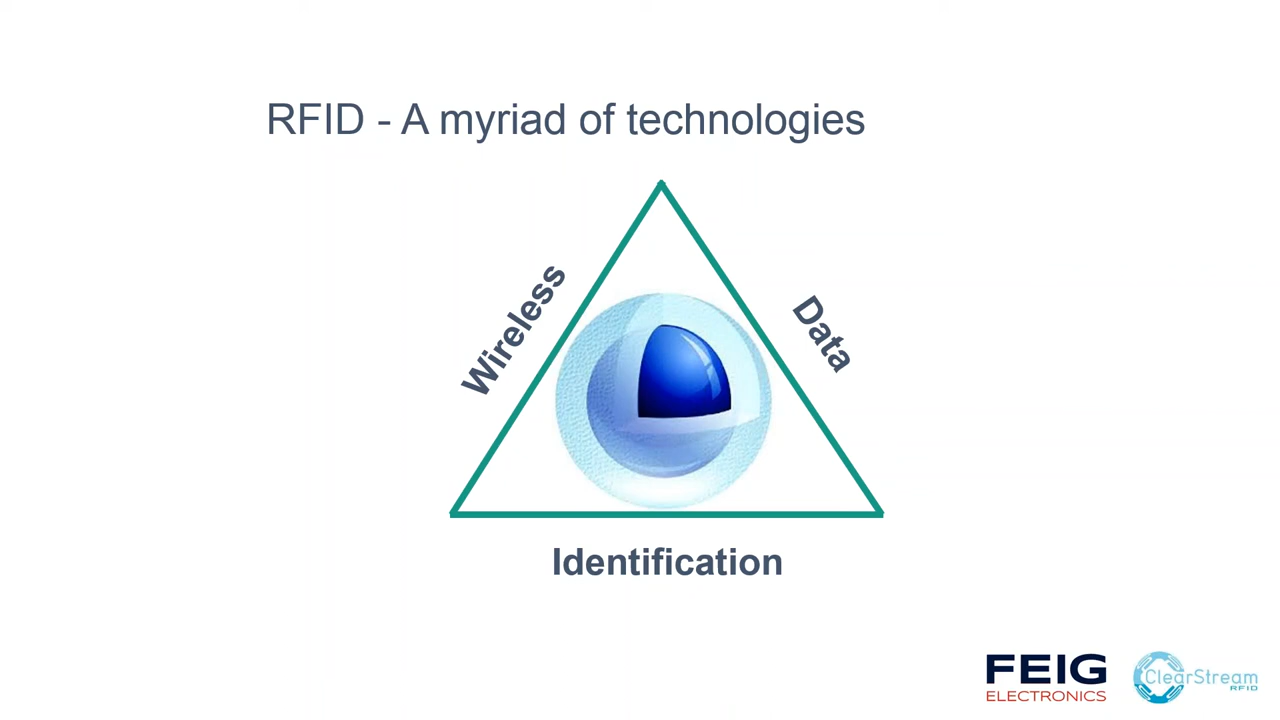 RFID - A myriad of technologies
Wireless
Data
Identification
FEIG
ELECTRONICS
ClearStream
RFID